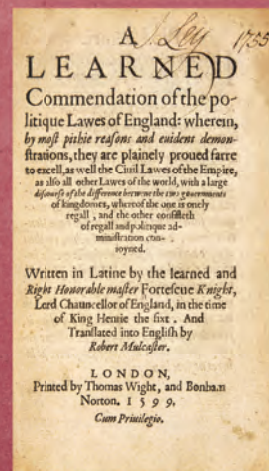 A
J. Ley 1755
LEARNED
Commendation of the po-
litique Lawes of England: wherein,
by moſt pithie reaſons and euident demon-
ſtrations, they are plainely proued farre
to excell, as well the Ciuil Lawes of the Empire,
as alſo all other Lawes of the world, with a large
diſcourſe of the difference betwene the two gouernments
of kingdomes, whereof the one is onely
regall, and the other conſiſteth
of regall and politique ad-
miniſtration con-
ioyned.
Written in Latine by the learned and
Right Honorable maſter Forteſcue Knight,
Lord Chauncellor of England, in the time
of King Henrie the ſixt. And
Tranſlated into Engliſh by
Robert Mulcaſter.
LONDON,
Printed by Thomas Wight, and Bonham
Norton. 1599.
Cum Priuilegio.